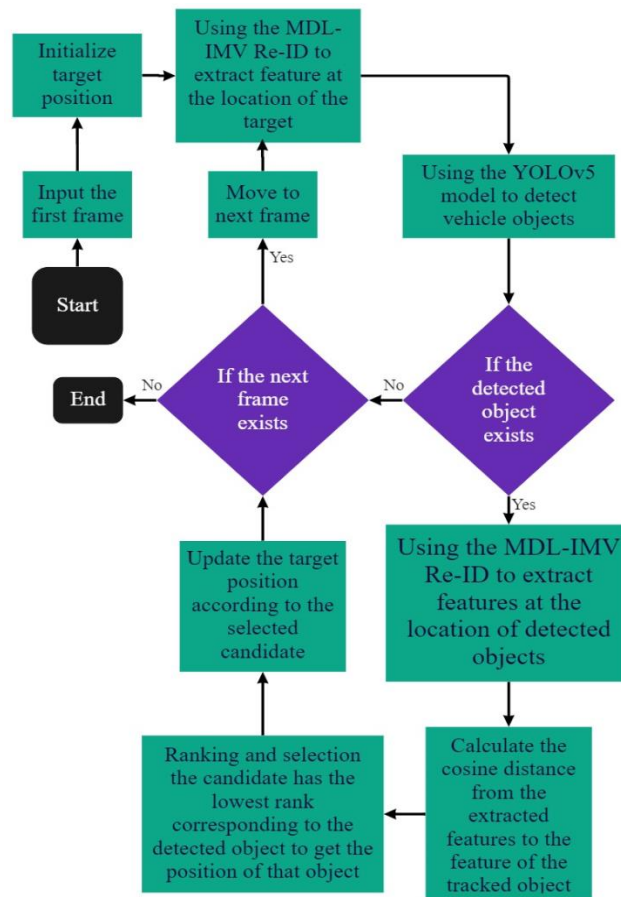 Initialize
target
position
Using the MDL-
IMV Re-ID to
extract feature at
the location of the
target
Input the
first frame
Move to
next frame
Using the YOLOv5
model to detect
vehicle objects
Start
Yes
End
No
If the next
frame
exists
No
If the
detected
object
exists
Yes
Update the target
position
according to the
selected
candidate
Using the MDL-IMV
Re-ID to extract
features at the
location of detected
objects
Ranking and selection
the candidate has the
lowest rank
corresponding to the
detected object to get the
position of that object
Calculate the
cosine distance
from the
extracted
features to the
feature of the
tracked object